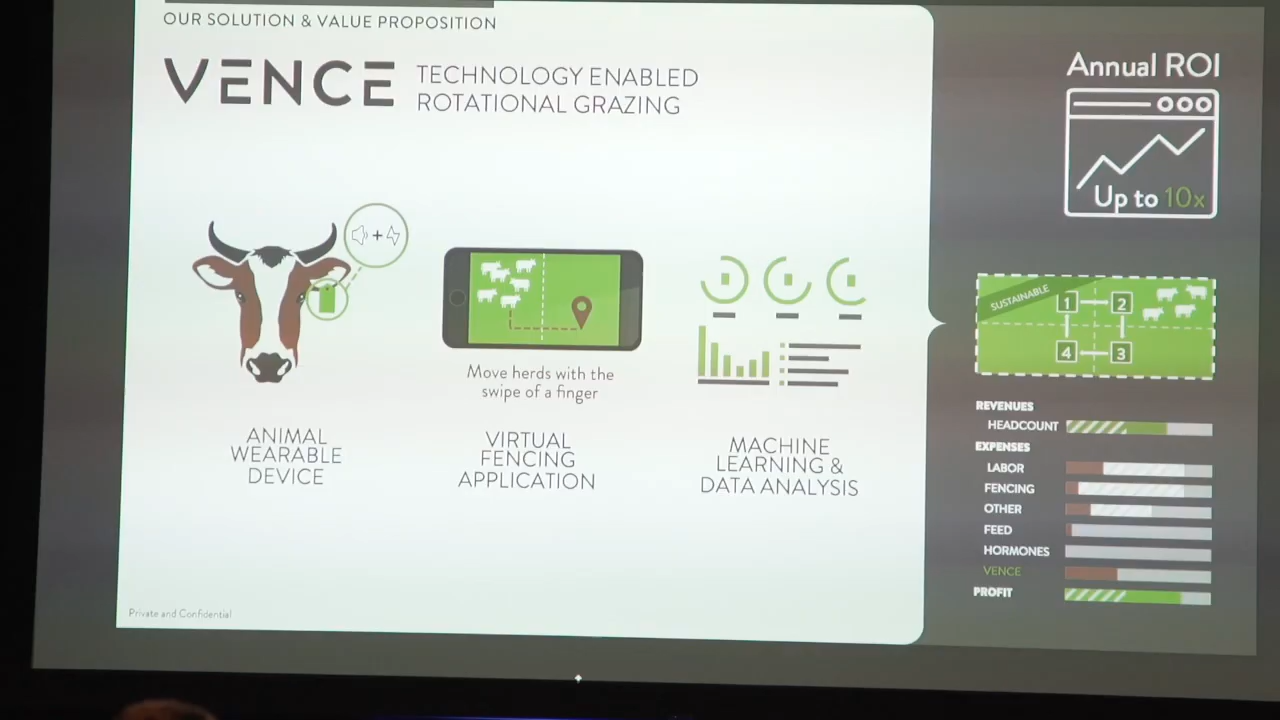 OUR SOLUTION & VALUE PROPOSITION
VENCE
TECHNOLOGY ENABLED
ROTATIONAL GRAZING
Move herds with the
swipe of a finger
ANIMAL
WEARABLE
DEVICE
VIRTUAL
FENCING
APPLICATION
MACHINE
LEARNING &
DATA ANALYSIS
Private and Confidential
Annual ROI
Up to 10x
SUSTAINABLE
1
2
4
3
REVENUES
HEADCOUNT
EXPENSES
LABOR
FENCING
OTHER
FEED
HORMONES
VENCE
PROFIT